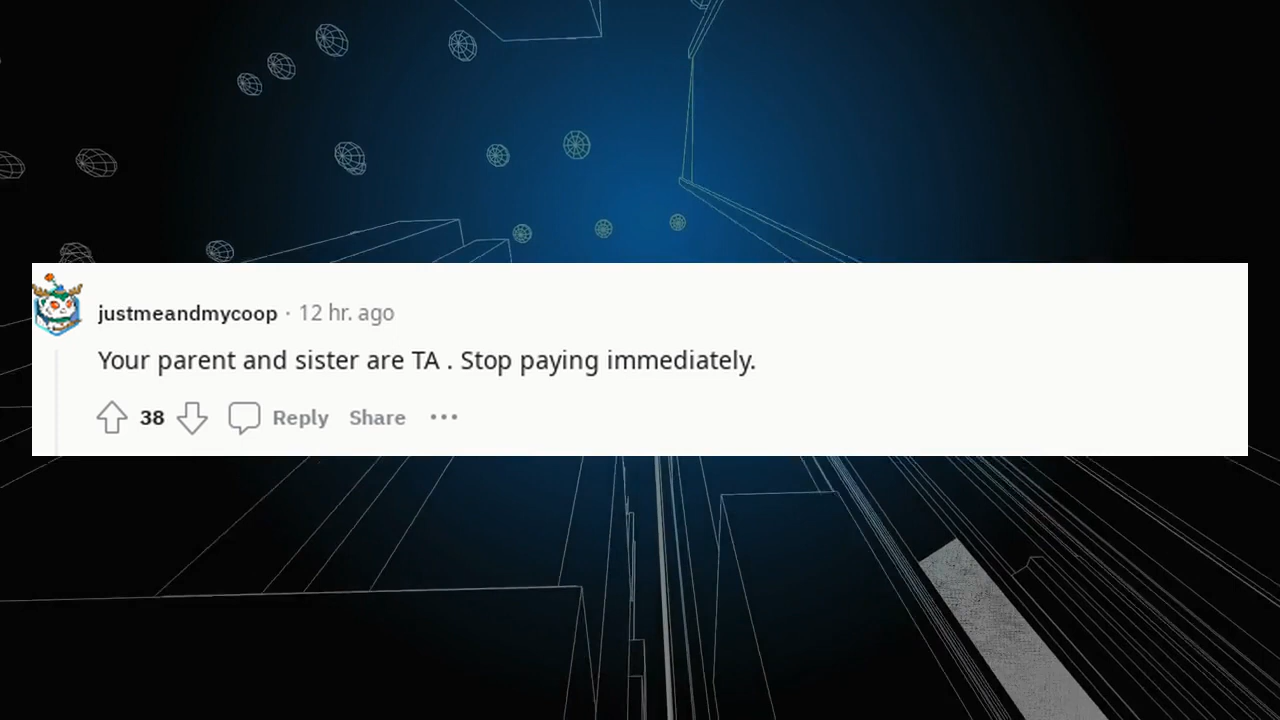 justmeandmycoop · 12 hr. ago
Your parent and sister are TA . Stop paying immediately.
38 Reply Share ···